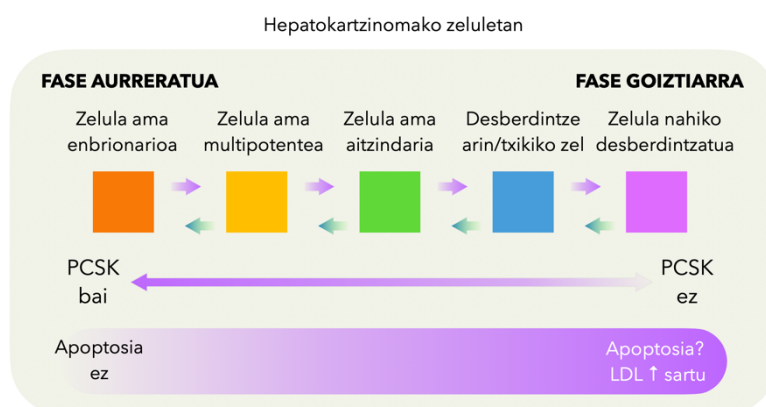 Hepatokartzinomako zeluletan
FASE AURRERATUA
FASE GOIZTIARRA
Zelula ama
enbrionarioa
Zelula ama
multipotentea
Zelula ama
aitzindaria
Desberdintze
arin/txikiko zel
Zelula nahiko
desberdintzatua
PCSK
bai
PCSK
ez
Apoptosia
ez
Apoptosia?
LDL ↑ sartu